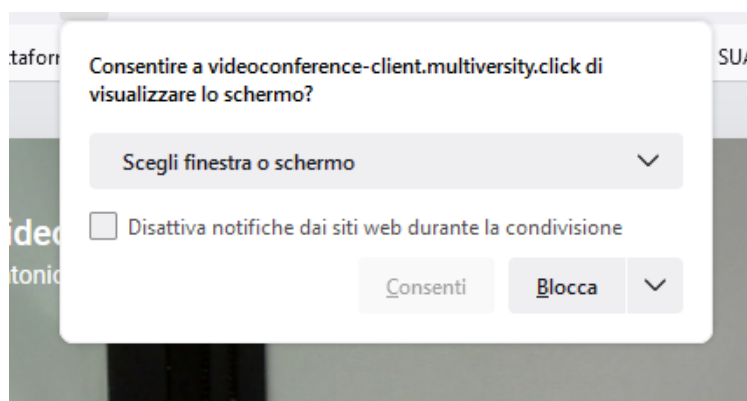 Consentire a videoconference-client.multiversity.click di
visualizzare lo schermo?
Scegli finestra o schermo
Disattiva notifiche dai siti web durante la condivisione
Consenti
Blocca